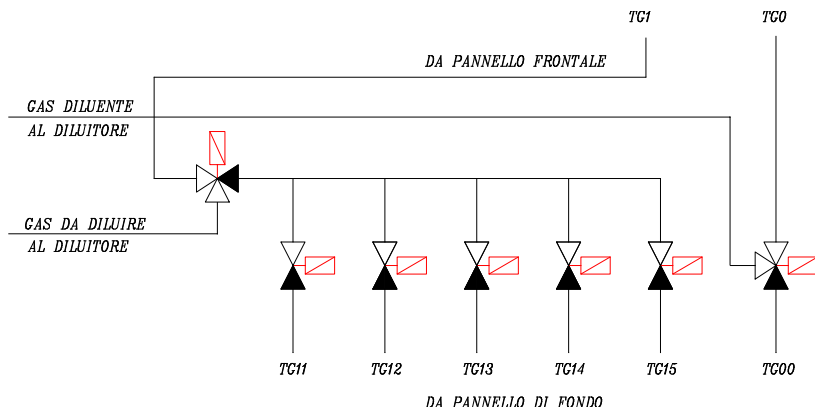 TG1 TG0
DA PANNELLO FRONTALE
GAS DILUENTE
AL DILUITORE
GAS DA DILUIRE
AL DILUITORE
TG11 TG12 TG13 TG14 TG15 TG00
DA PANNELLO DI FONDO